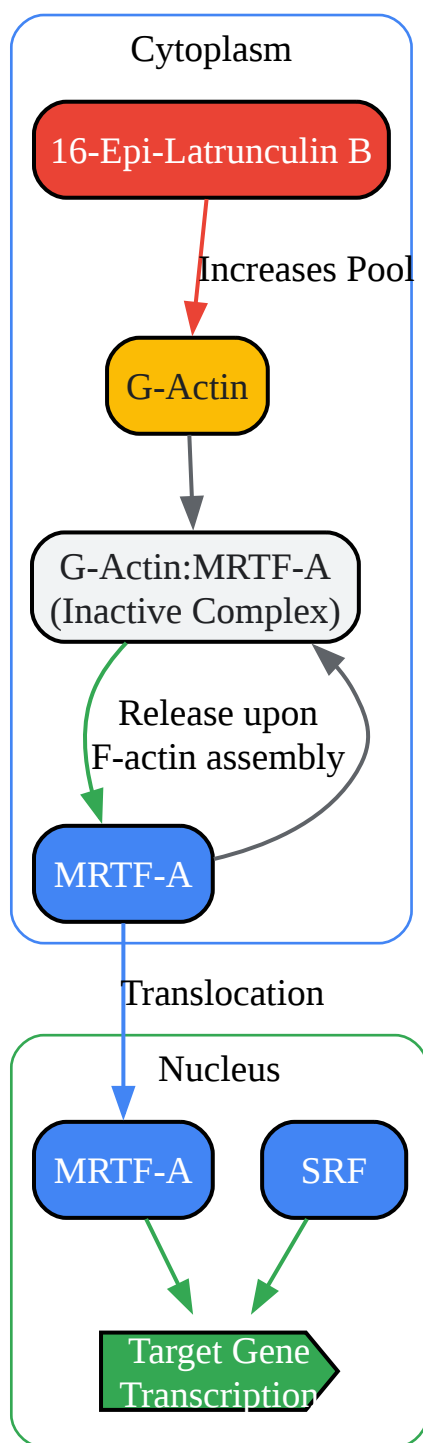 Cytoplasm
16-Epi-Latrunculin B
Increases Pool
G-Actin
G-Actin:MRTF-A
(Inactive Complex)
Release upon
F-actin assembly
MRTF-A
Translocation
Nucleus
MRTF-A
SRF
Target Gene
Transcription